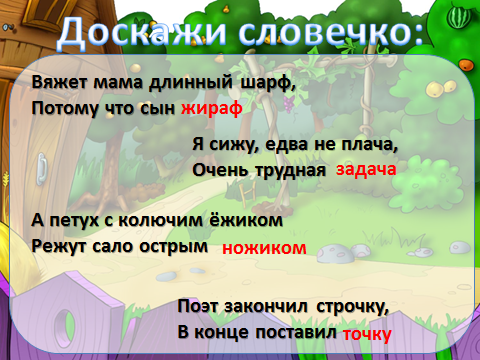 Доскажи словечко:
Вяжет мама длинный шарф,
Потому что сын жираф
Я сижу, едва не плача,
Очень трудная задача
А петух с колючим ёжиком
Режут сало острым ножиком
Поэт закончил строчку,
В конце поставил точку